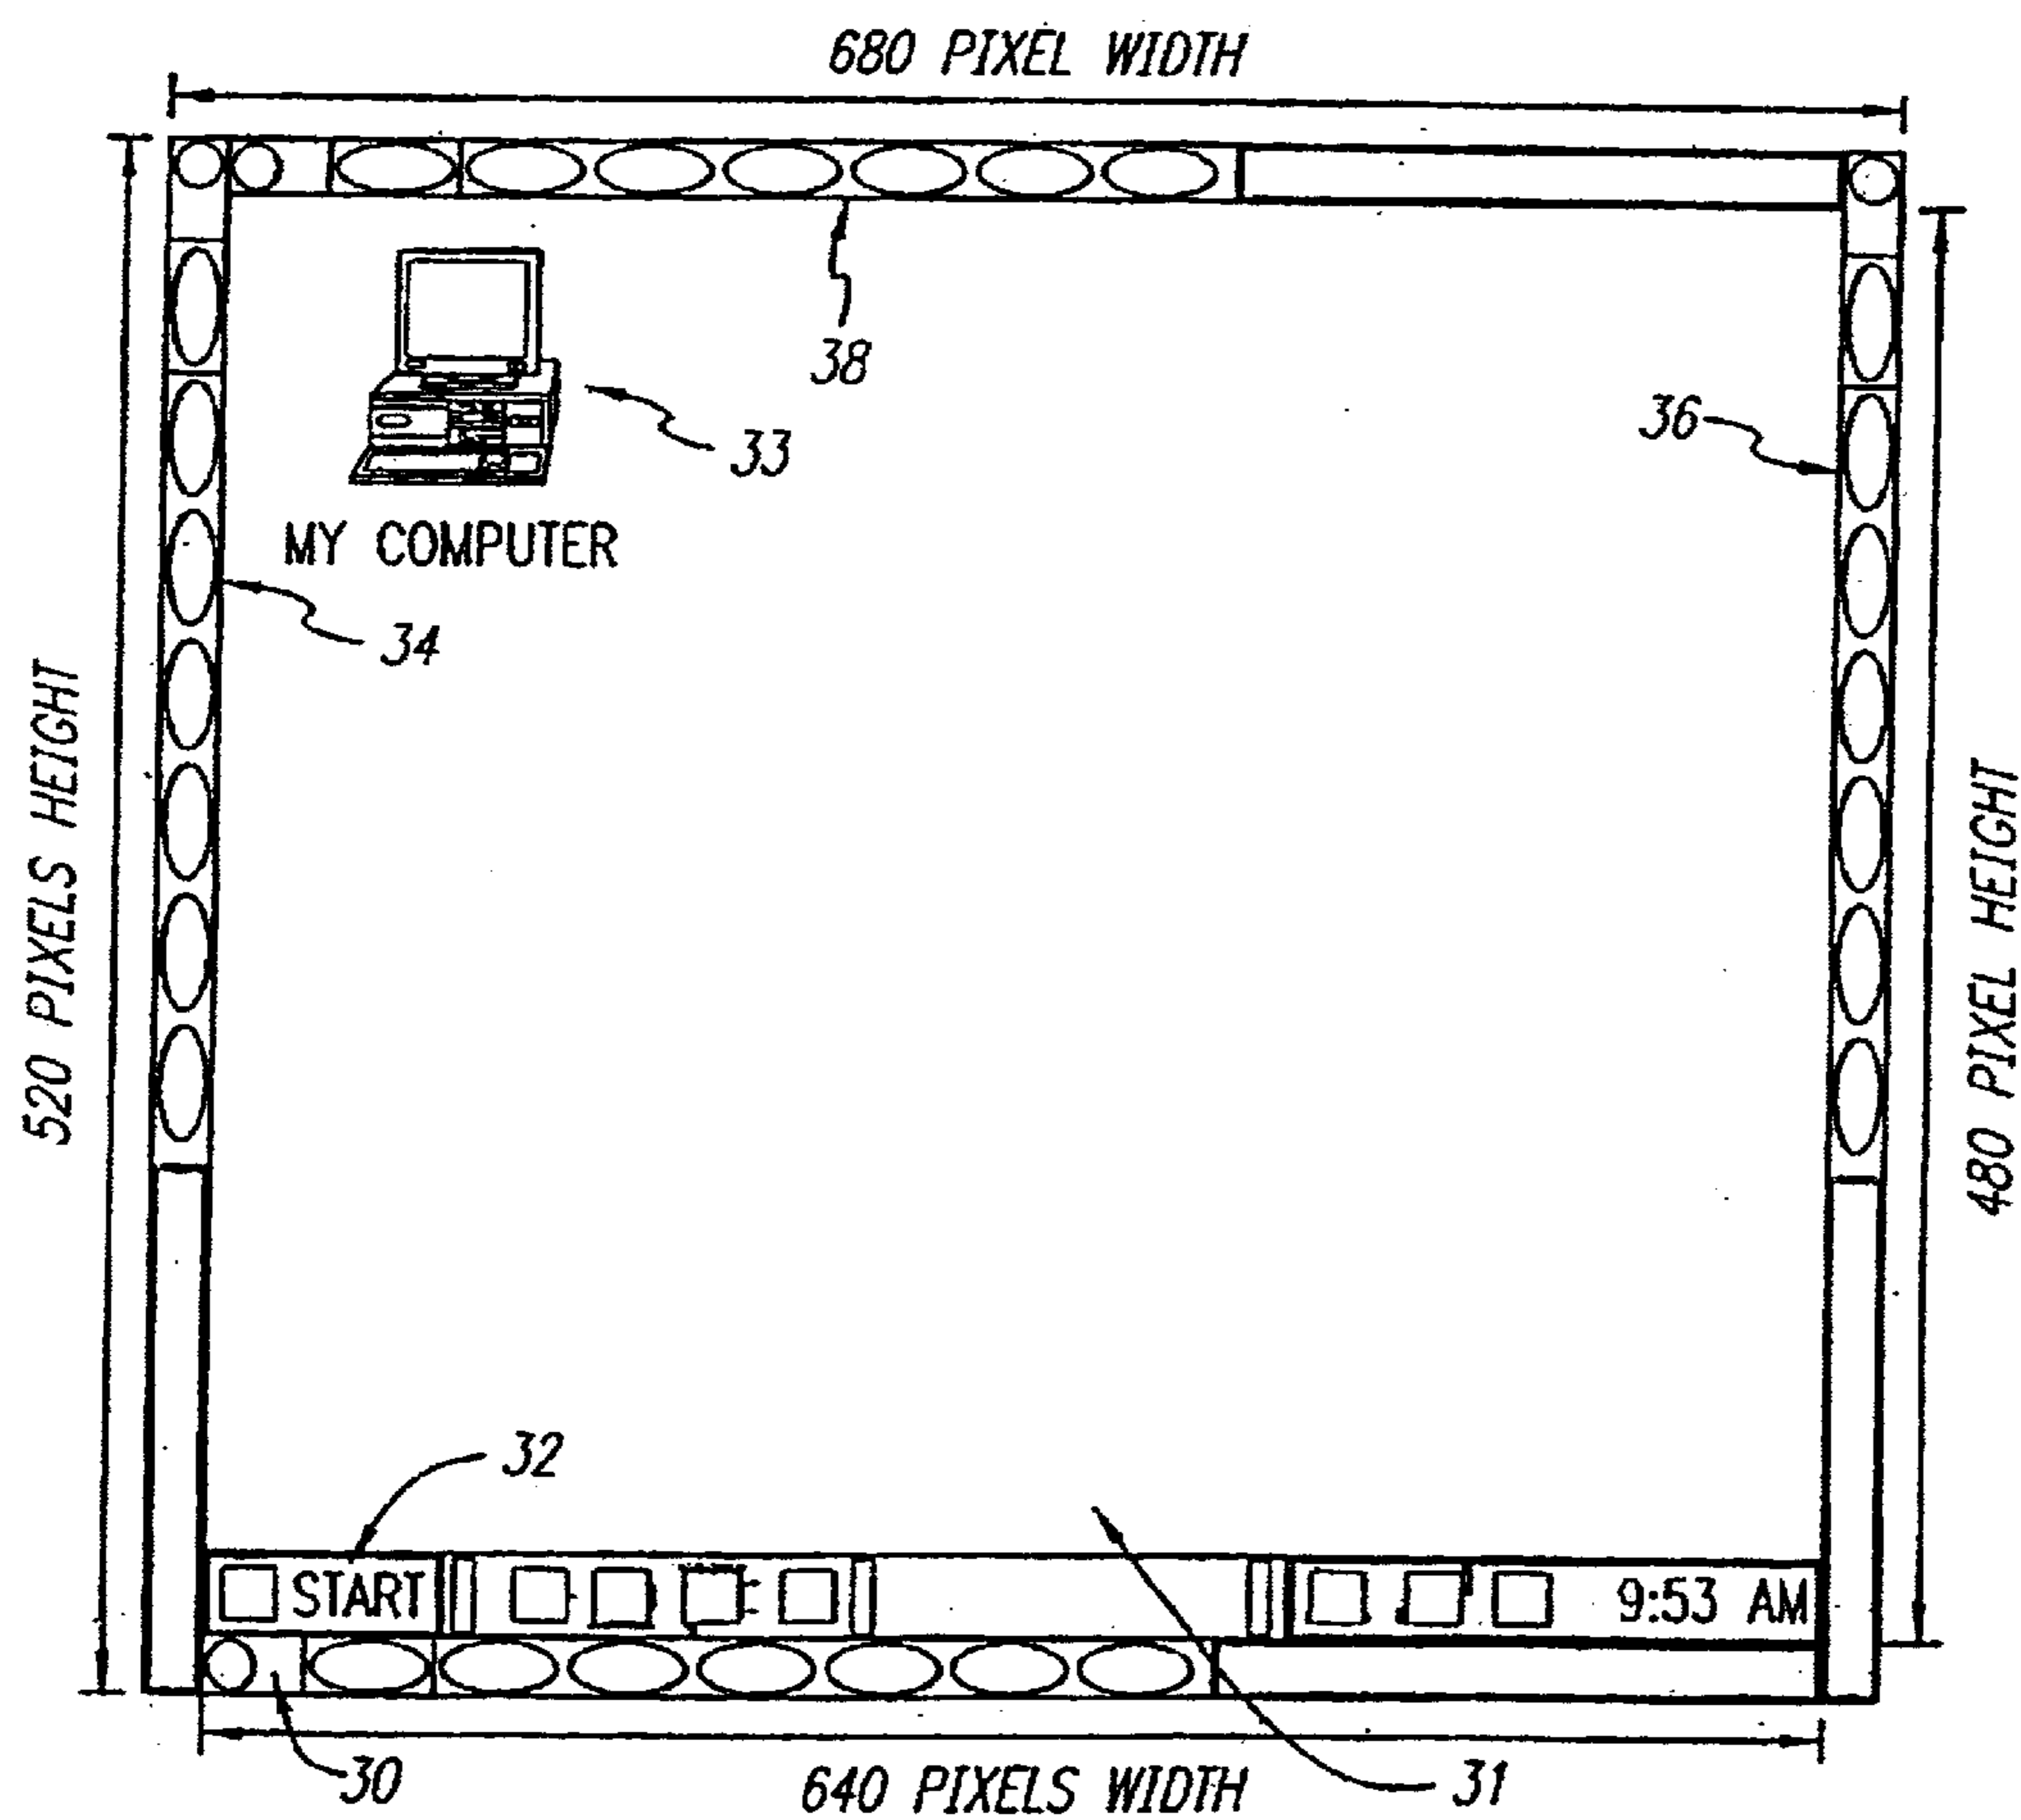 680 PIXEL WIDTH
38
33
36
MY COMPUTER
34
520 PIXELS HEIGHT
480 PIXEL HEIGHT
32
START
9:53 AM
30
640 PIXELS WIDTH
31